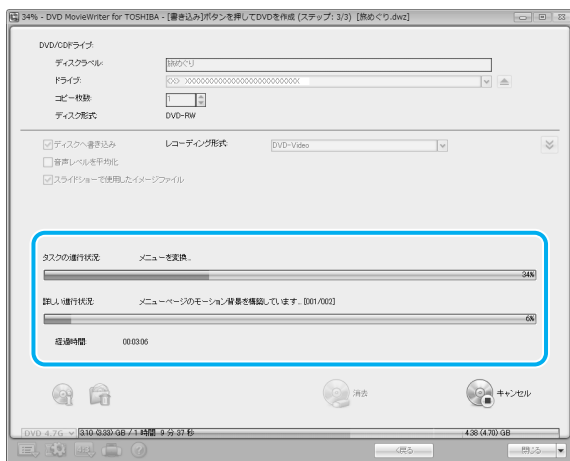 34% - DVD MovieWriter for TOSHIBA - [書き込み]ボタンを押してDVDを作成 (ステップ: 3/3) [旅めぐり.dwz]
DVD/CDドライブ:
ディスクラベル: 旅めぐり
ドライブ:
コピー枚数: 1
ディスク形式: DVD-RW
ディスクへ書き込み レコーディング形式: DVD-Video
音声レベルを平均化
スライドショーで使用したイメージファイル
タスクの進行状況: メニューを変換...
34%
詳しい進行状況: メニューページのモーション背景を構築しています... [001/002]
6%
経過時間: 00:03:06
消去 キャンセル
DVD 4.7G 3.10 (3.33) GB / 1 時間 9 分 37 秒 4.38 (4.70) GB
<戻る 閉じる